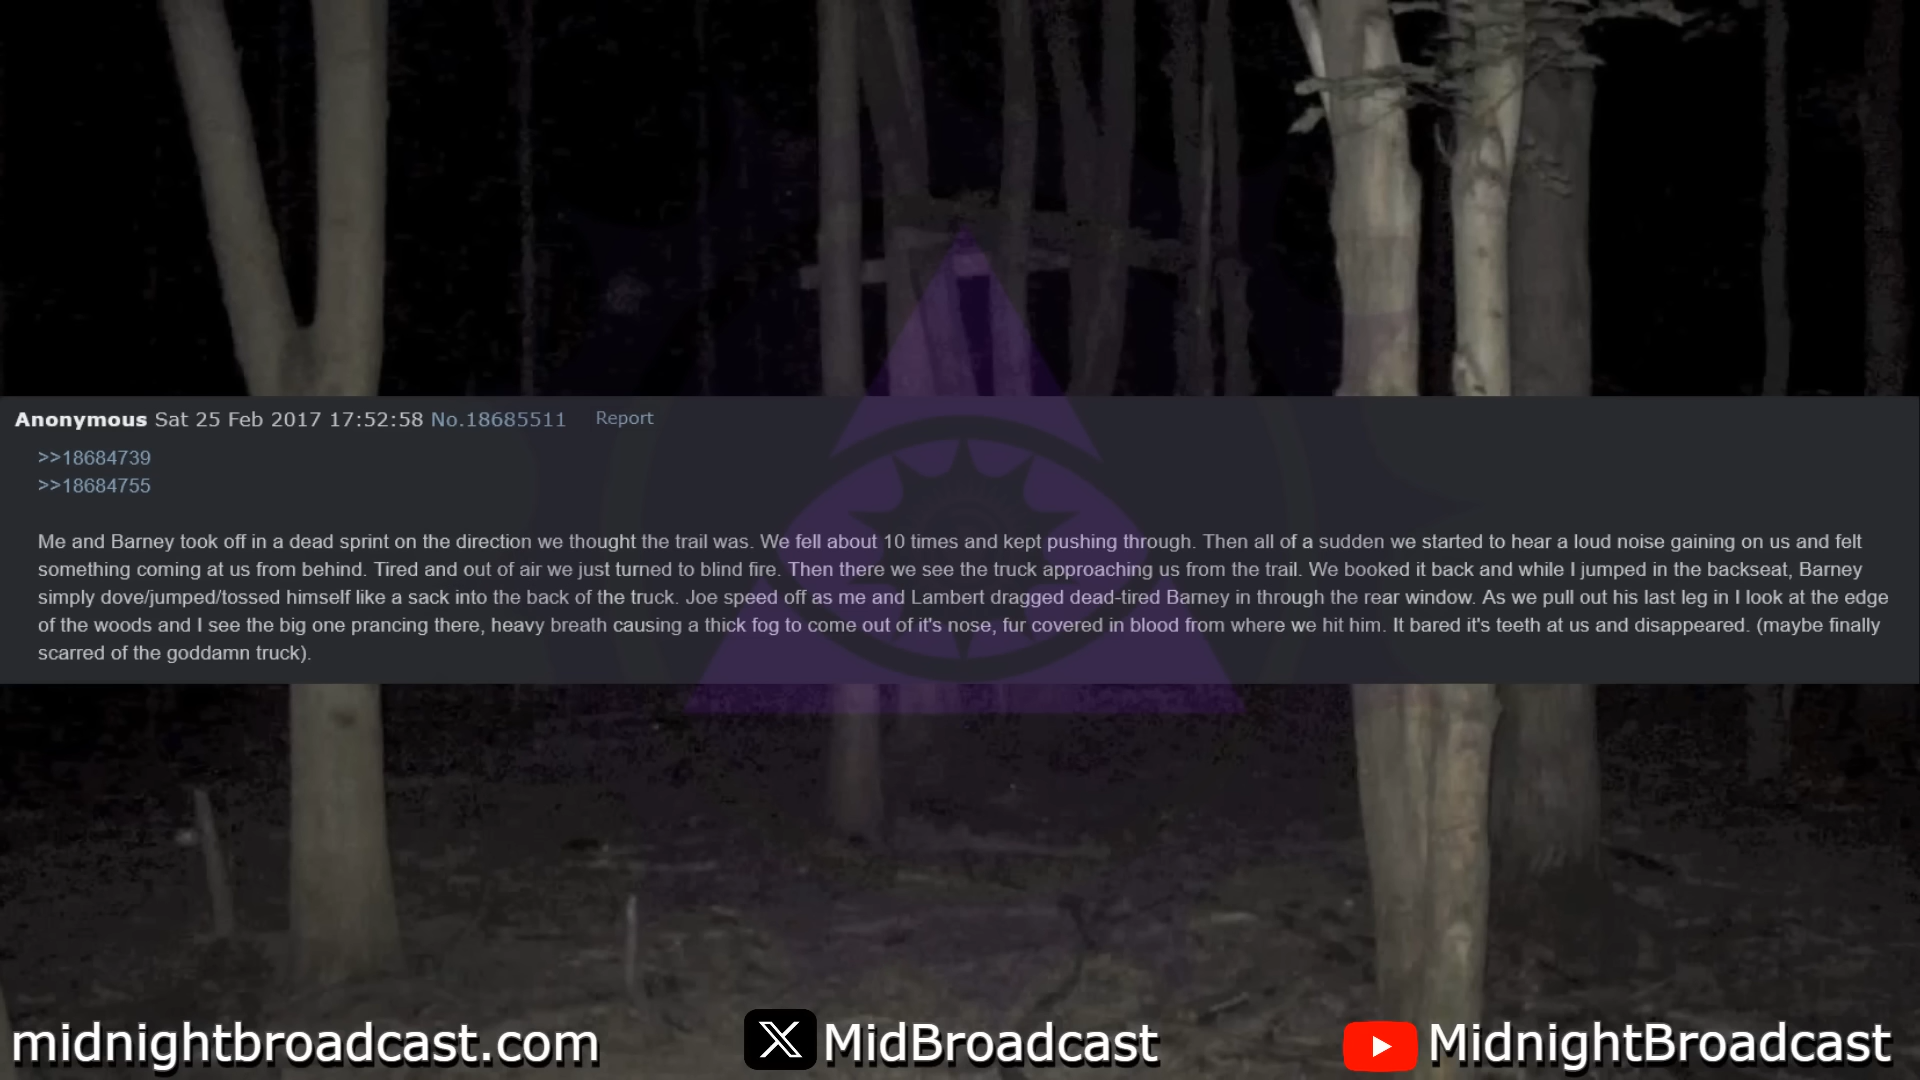 Anonymous Sat 25 Feb 2017 17:52:58 No.18685511 Report
>>18684739
>>18684755
Me and Barney took off in a dead sprint on the direction we thought the trail was. We fell about 10 times and kept pushing through. Then all of a sudden we started to hear a loud noise gaining on us and felt
something coming at us from behind. Tired and out of air we just turned to blind fire. Then there we see the truck approaching us from the trail. We booked it back and while I jumped in the backseat, Barney
simply dove/jumped/tossed himself like a sack into the back of the truck. Joe speed off as me and Lambert dragged dead-tired Barney in through the rear window. As we pull out his last leg in I look at the edge
of the woods and I see the big one prancing there, heavy breath causing a thick fog to come out of it's nose, fur covered in blood from where we hit him. It bared it's teeth at us and disappeared. (maybe finally
scarred of the goddamn truck).
midnightbroadcast.com X MidBroadcast MidnightBroadcast